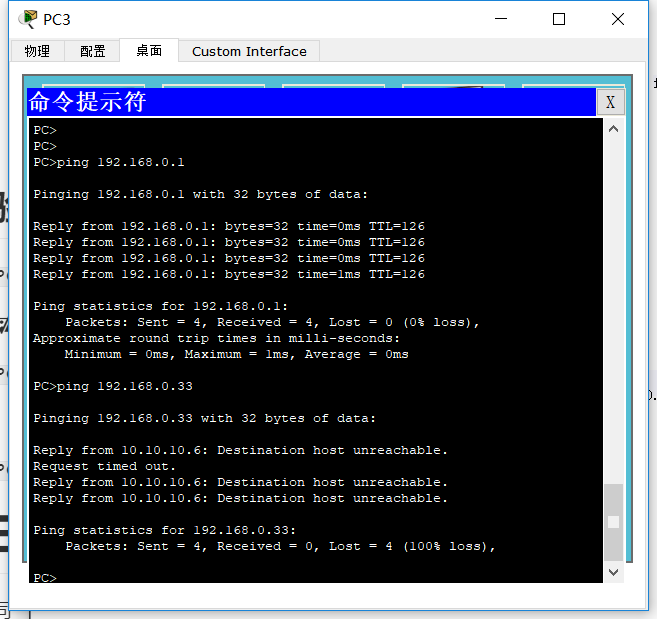 PC3
物理 配置 桌面 Custom Interface
命令提示符 X
PC>
PC>
PC>ping 192.168.0.1
Pinging 192.168.0.1 with 32 bytes of data:
Reply from 192.168.0.1: bytes=32 time=0ms TTL=126
Reply from 192.168.0.1: bytes=32 time=0ms TTL=126
Reply from 192.168.0.1: bytes=32 time=0ms TTL=126
Reply from 192.168.0.1: bytes=32 time=1ms TTL=126
Ping statistics for 192.168.0.1:
Packets: Sent = 4, Received = 4, Lost = 0 (0% loss),
Approximate round trip times in milli-seconds:
Minimum = 0ms, Maximum = 1ms, Average = 0ms
PC>ping 192.168.0.33
Pinging 192.168.0.33 with 32 bytes of data:
Reply from 10.10.10.6: Destination host unreachable.
Request timed out.
Reply from 10.10.10.6: Destination host unreachable.
Reply from 10.10.10.6: Destination host unreachable.
Ping statistics for 192.168.0.33:
Packets: Sent = 4, Received = 0, Lost = 4 (100% loss),
PC>